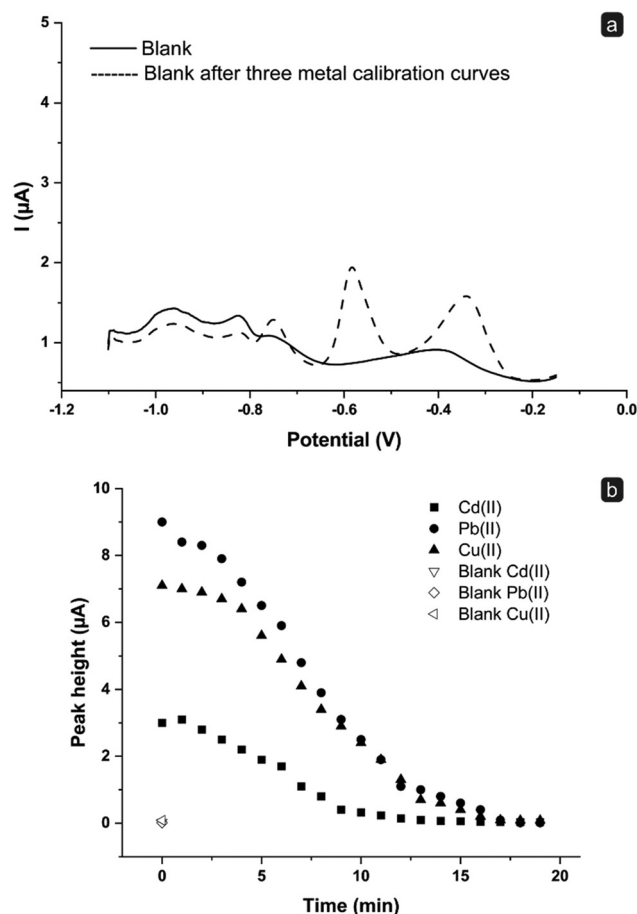 a
Blank
Blank after three metal calibration curves
5
4
3
2
1
I (µA)
-1.2 -1.0 -0.8 -0.6 -0.4 -0.2 0.0
Potential (V)
b
10
8
6
4
2
0
Peak height (µA)
Cd(II)
Pb(II)
Cu(II)
Blank Cd(II)
Blank Pb(II)
Blank Cu(II)
0 5 10 15 20
Time (min)